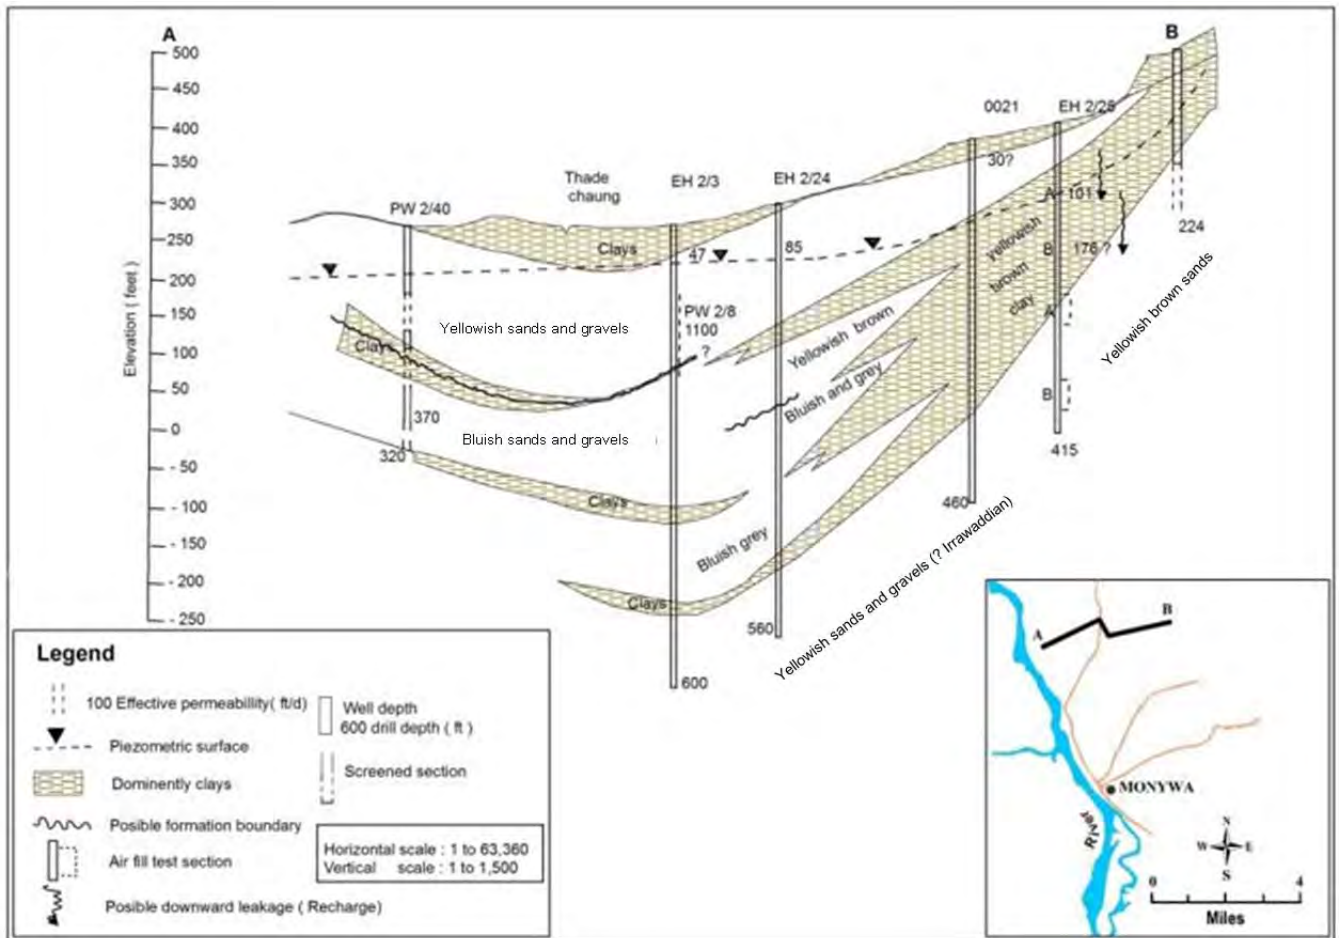 A
B
500
450
400
350
300
250
200
150
100
50
0
- 50
- 100
- 150
- 200
- 250
Elevation ( feet )
PW 2/40
Thade
chaung
EH 2/3
EH 2/24
0021
EH 2/25
30?
Clays
47
85
A 101
B 176 ?
224
yellowish
brown
clay
A
B
415
Yellowish brown sands
Yellowish sands and gravels
PW 2/8
1100
?
Clays
Yellowish brown
Bluish and grey
370
320
Bluish sands and gravels
Clays
Bluish grey
Clays
460
560
600
Yellowish sands and gravels (? Irrawaddian)
Legend
100 Effective permeabillity( ft/d)
Piezometric surface
Dominently clays
Posible formation boundary
Air fill test section
Posible downward leakage ( Recharge)
Well depth
600 drill depth ( ft )
Screened section
Horizontal scale : 1 to 63,360
Vertical scale : 1 to 1,500
A
B
MONYWA
River
N
W E
S
0 4
Miles